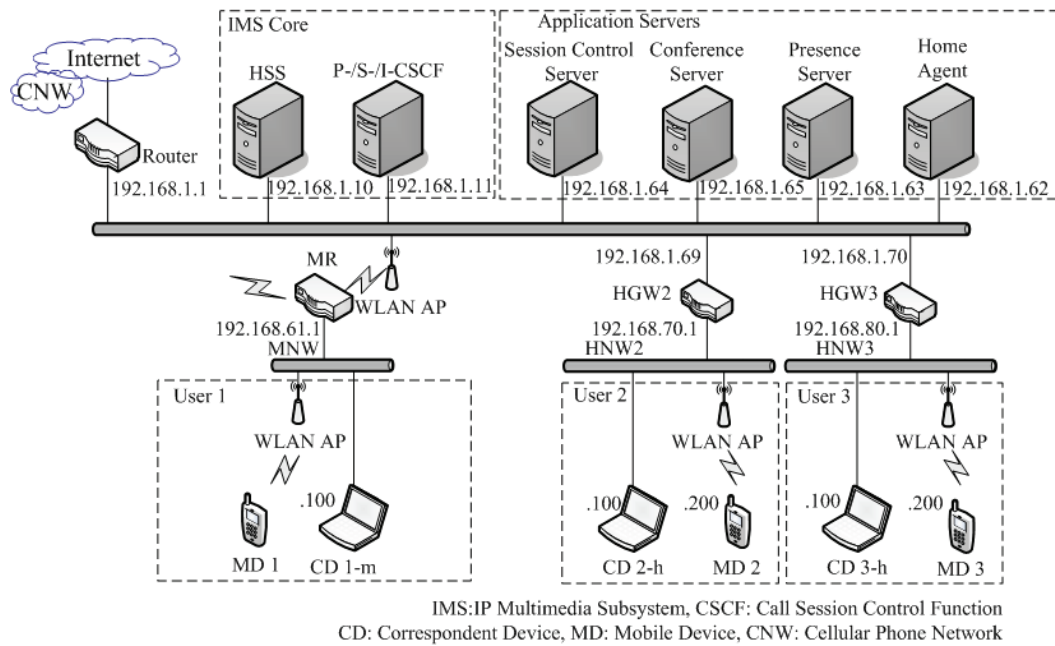 IMS Core
Application Servers
Internet
CNW
Router
192.168.1.1
HSS
P-/S-/I-CSCF
Session Control
Server
Conference
Server
Presence
Server
Home
Agent
192.168.1.10
192.168.1.11
192.168.1.64
192.168.1.65
192.168.1.63
192.168.1.62
MR
WLAN AP
192.168.61.1
MNW
192.168.1.69
HGW2
192.168.70.1
HNW2
192.168.1.70
HGW3
192.168.80.1
HNW3
User 1
WLAN AP
.100
MD 1
CD 1-m
User 2
WLAN AP
.100
.200
CD 2-h
MD 2
User 3
WLAN AP
.100
.200
CD 3-h
MD 3
IMS:IP Multimedia Subsystem, CSCF: Call Session Control Function
CD: Correspondent Device, MD: Mobile Device, CNW: Cellular Phone Network